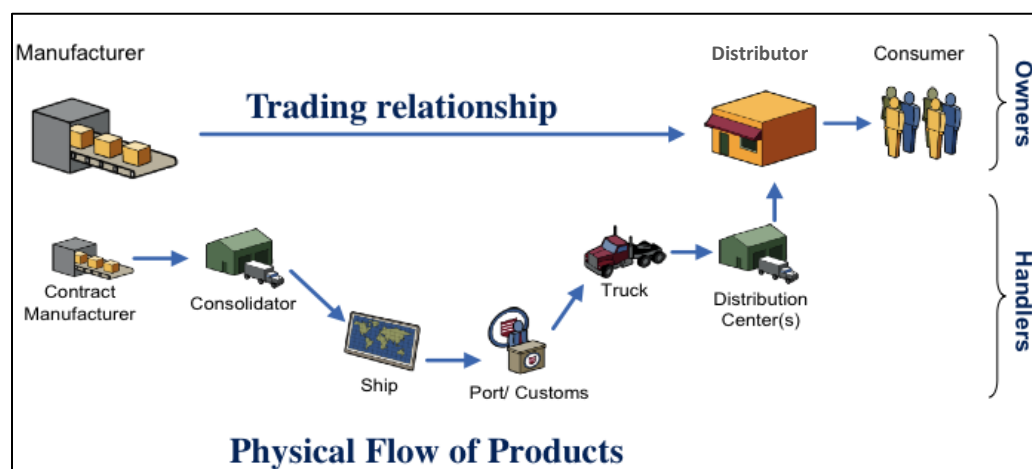 Manufacturer
Distributor
Consumer
Owners
Trading relationship
Contract
Manufacturer
Consolidator
Ship
Port/ Customs
Truck
Distribution
Center(s)
Handlers
Physical Flow of Products